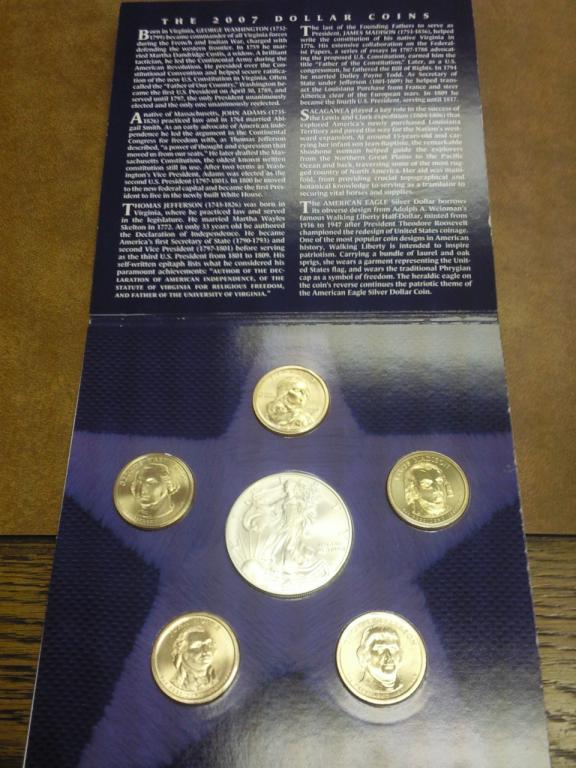 THE 2007 DOLLAR COINS
Born in Virginia, GEORGE WASHINGTON (1732-
1799) became commander of all Virginia forces
during the French and Indian War, charged with
defending the western frontier. In 1759 he mar-
ried Martha Dandridge Custis, a widow. A brilliant
tactician, he led the Continental Army during the
American Revolution. He presided over the Con-
stitutional Convention and helped secure ratifica-
tion of the new U.S. Constitution in Virginia. Often
called the "Father of Our Country," Washington be-
came the first U.S. President on April 30, 1789, and
served until 1797, the only President unanimously
elected and the only one unanimously reelected.
A native of Massachusetts, JOHN ADAMS (1735-
1826) practiced law and in 1764 married Abi-
gail Smith. As an early advocate of American inde-
pendence he led the argument in the Continental
Congress for freedom with, as Thomas Jefferson
described, "a power of thought and expression that
moved us from our seats." He later drafted the Mas-
sachusetts Constitution, the oldest known written
constitution still in use. After two terms as Wash-
ington's Vice President, Adams was elected as the
second U.S. President (1797-1801). In 1800 he moved
to the new federal capital and became the first Pres-
ident to live in the newly built White House.
THOMAS JEFFERSON (1743-1826) was born in
Virginia, where he practiced law and served
in the legislature. He married Martha Wayles
Skelton in 1772. At only 33 years old he authored
the Declaration of Independence. He became
America's first Secretary of State (1790-1793) and
second Vice President (1797-1801) before serving
as the third U.S. President from 1801 to 1809. His
self-written epitaph lists what he considered his
paramount achievements: "AUTHOR OF THE DEC-
LARATION OF AMERICAN INDEPENDENCE, OF THE
STATUTE OF VIRGINIA FOR RELIGIOUS FREEDOM,
AND FATHER OF THE UNIVERSITY OF VIRGINIA."
The last of the Founding Fathers to serve as
President, JAMES MADISON (1751-1836), helped
write the constitution of his native Virginia in
1776. His extensive collaboration on the Federal-
ist Papers, a series of essays in 1787-1788 advocat-
ing the proposed U.S. Constitution, earned him the
title "Father of the Constitution." Later, as a U.S.
congressman, he fathered the Bill of Rights. In 1794
he married Dolley Payne Todd. As Secretary of
State under Jefferson (1801-1809) he helped trans-
act the Louisiana Purchase from France and steer
America clear of the European wars. In 1809 he
became the fourth U.S. President, serving until 1817.
SACAGAWEA played a key role in the success of
the Lewis and Clark expedition (1804-1806) that
explored America's newly purchased Louisiana
Territory and paved the way for the Nation's west-
ward expansion. At around 15-years-old and car-
rying her infant son Jean-Baptiste, the remarkable
Shoshone woman helped guide the explorers
from the Northern Great Plains to the Pacific
Ocean and back, traversing some of the most rug-
ged country of North America. Her aid was mani-
fold, from providing crucial topographical and
botanical knowledge to serving as a translator to
securing vital horses and supplies.
The AMERICAN EAGLE Silver Dollar borrows
its obverse design from Adolph A. Weinman's
famous Walking Liberty Half-Dollar, minted from
1916 to 1947 after President Theodore Roosevelt
championed the redesign of United States coinage.
One of the most popular coin designs in American
history, Walking Liberty is intended to inspire
patriotism. Carrying a bundle of laurel and oak
sprigs, she wears a garment representing the Unit-
ed States flag, and wears the traditional Phrygian
cap as a symbol of freedom. The heraldic eagle on
the coin's reverse continues the patriotic theme of
the American Eagle Silver Dollar Coin.